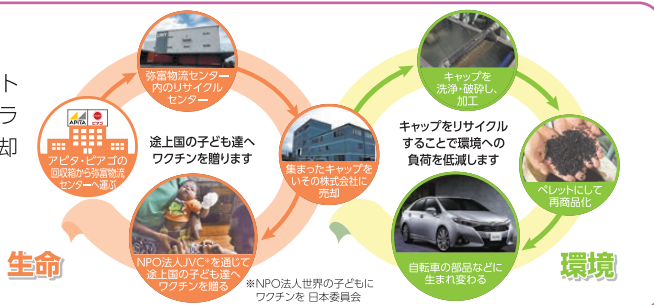 ト
ラ
却
弥富物流センター
内のリサイクル
センター
APiTA
ピアゴ
アピタ・ピアゴの
回収箱から弥富物流
センターへ運ぶ
途上国の子ども達へ
ワクチンを贈ります
集まったキャップを
いその株式会社に
売却
NPO法人JVC※を通じて
途上国の子ども達へ
ワクチンを贈る
生命
※NPO法人世界の子どもに
ワクチンを 日本委員会
キャップを
洗浄・破砕し、
加工
キャップをリサイクル
することで環境への
負荷を低減します
ペレットにして
再商品化
自転車の部品などに
生まれ変わる
環境